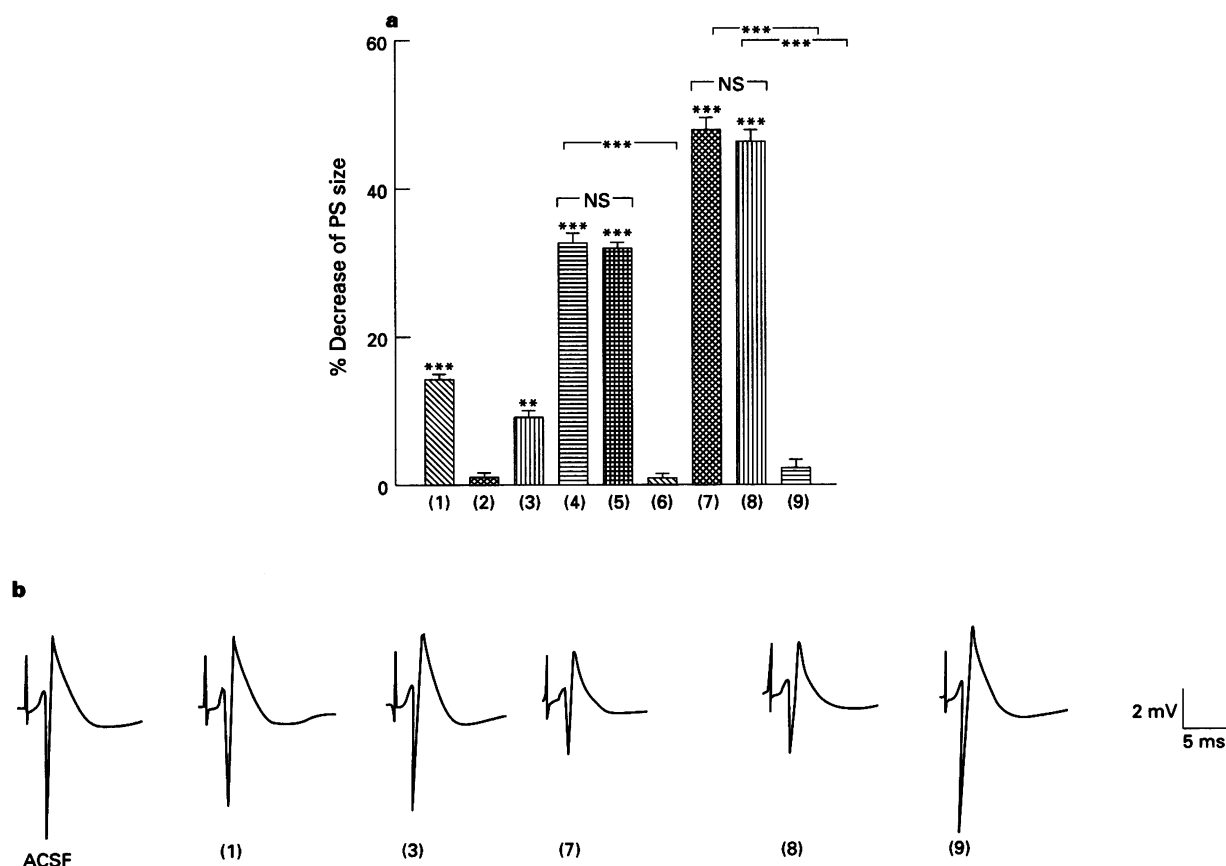 a
***
***
60
NS
***
***
***
% Decrease of PS size
40
NS
***
***
20
***
**
0
(1) (2) (3) (4) (5) (6) (7) (8) (9)
b
2 mV
5 ms
ACSF (1) (3) (7) (8) (9)